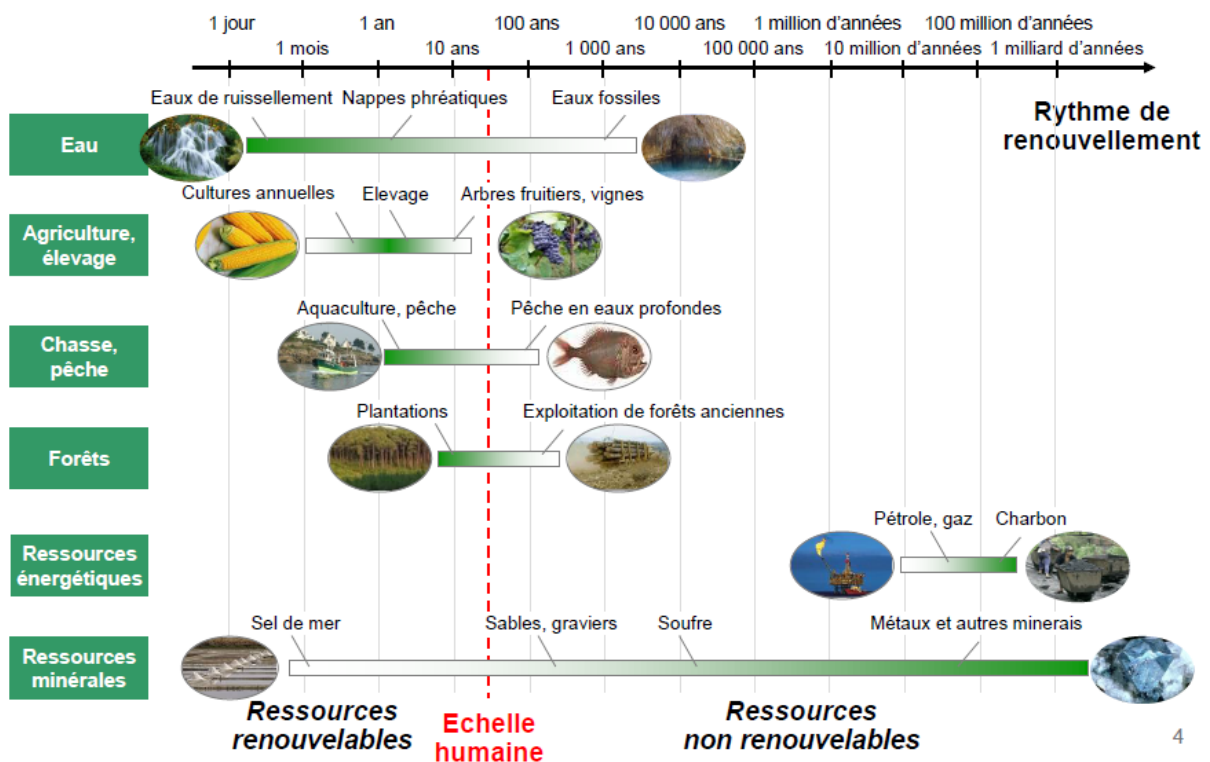 1 jour
1 an
100 ans
10 000 ans
1 million d’années
100 million d’années
1 mois
10 ans
1 000 ans
100 000 ans
10 million d’années
1 milliard d’années
Rythme de
renouvellement
Eau
Eaux de ruissellement
Nappes phréatiques
Eaux fossiles
Agriculture,
élevage
Cultures annuelles
Elevage
Arbres fruitiers, vignes
Chasse,
pêche
Aquaculture, pêche
Pêche en eaux profondes
Forêts
Plantations
Exploitation de forêts anciennes
Ressources
énergétiques
Pétrole, gaz
Charbon
Ressources
minérales
Sel de mer
Sables, graviers
Soufre
Métaux et autres minerais
Ressources
renouvelables
Echelle
humaine
Ressources
non renouvelables
4